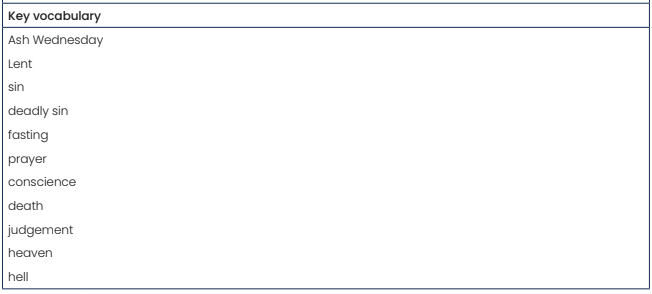 Key vocabulary
Ash Wednesday
Lent
sin
deadly sin
fasting
prayer
conscience
death
judgement
heaven
hell